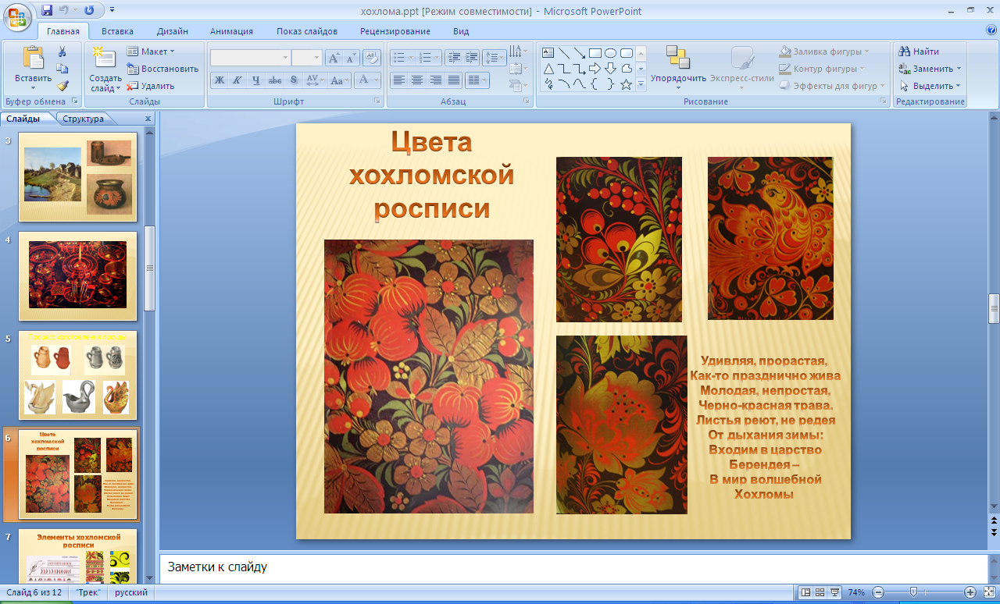 хохлома.ppt [Режим совместимости] - Microsoft PowerPoint
Главная Вставка Дизайн Анимация Показ слайдов Рецензирование Вид
Вставить
Буфер обмена
Создать слайд
Макет
Восстановить
Удалить
Слайды
Ж К Ч abc S AV Aa A
Шрифт
Абзац
Упорядочить
Экспресс-стили
Заливка фигуры
Контур фигуры
Эффекты для фигур
Рисование
Найти
Заменить
Выделить
Редактирование
Слайды Структура x
3
4
5
6
Цвета
хохломской
росписи
7
Элементы хохломской
росписи
Цвета
хохломской
росписи
Удивляя, прорастая,
Как-то празднично жива
Молодая, непростая,
Черно-красная трава.
Листья реют, не редея
От дыхания зимы:
Входим в царство
Берендея –
В мир волшебной
Хохломы
Заметки к слайду
Слайд 6 из 12 "Трек" русский 74%